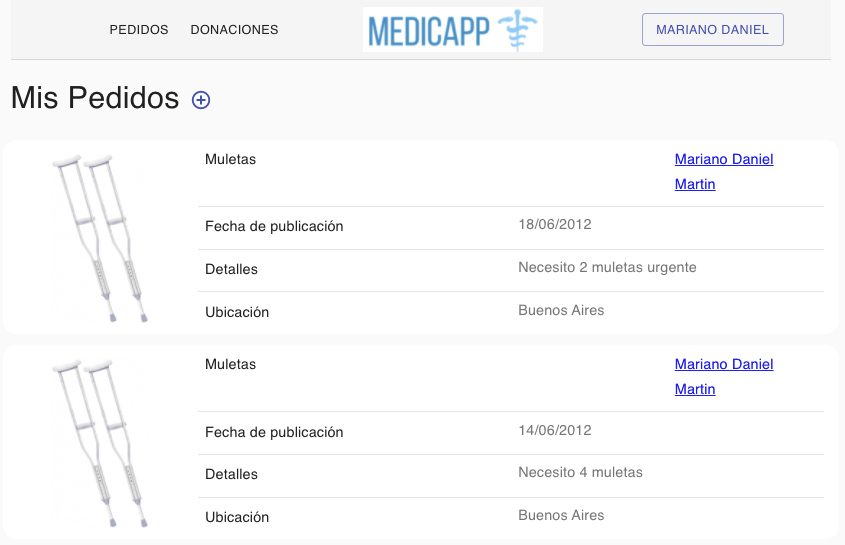 PEDIDOS DONACIONES MEDICAPP MARIANO DANIEL
Mis Pedidos
Muletas Mariano Daniel
Martin
Fecha de publicación 18/06/2012
Detalles Necesito 2 muletas urgente
Ubicación Buenos Aires
Muletas Mariano Daniel
Martin
Fecha de publicación 14/06/2012
Detalles Necesito 4 muletas
Ubicación Buenos Aires